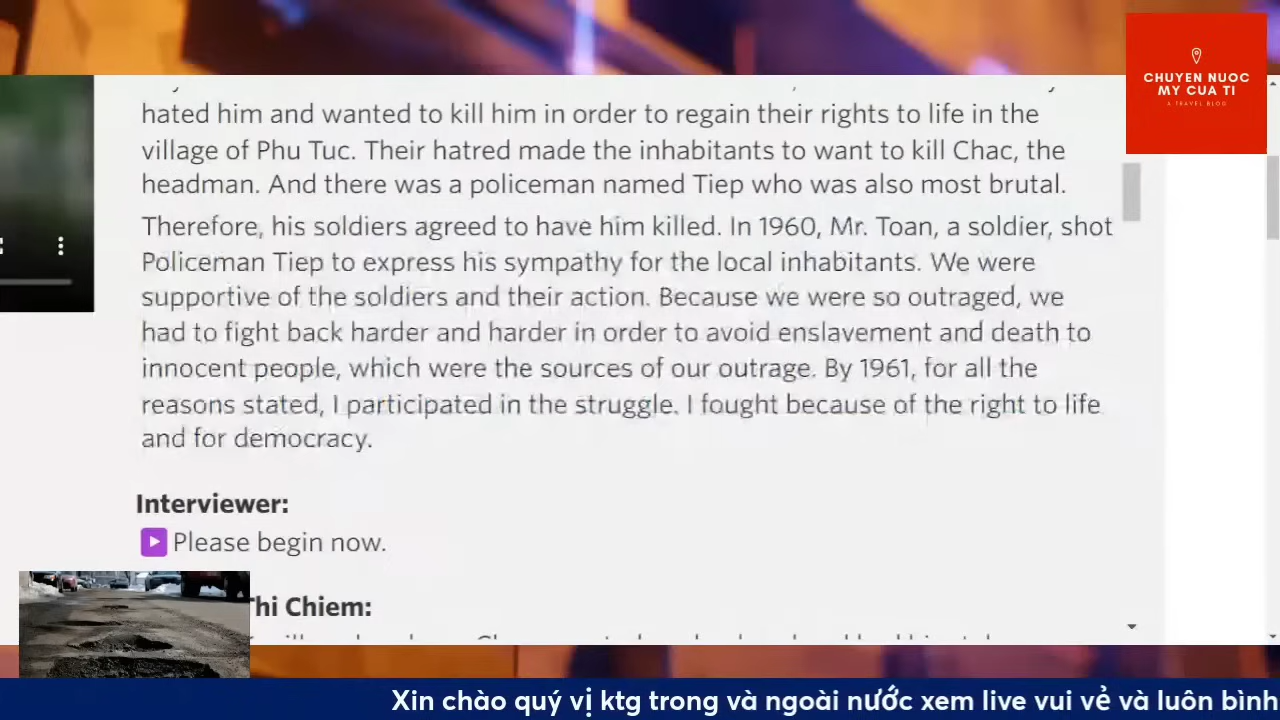 CHUYEN NUOC
MY CUA TI
A TRAVEL BLOG
hated him and wanted to kill him in order to regain their rights to life in the
village of Phu Tuc. Their hatred made the inhabitants to want to kill Chac, the
headman. And there was a policeman named Tiep who was also most brutal.
Therefore, his soldiers agreed to have him killed. In 1960, Mr. Toan, a soldier, shot
Policeman Tiep to express his sympathy for the local inhabitants. We were
supportive of the soldiers and their action. Because we were so outraged, we
had to fight back harder and harder in order to avoid enslavement and death to
innocent people, which were the sources of our outrage. By 1961, for all the
reasons stated, I participated in the struggle. I fought because of the right to life
and for democracy.
Interviewer:
Please begin now.
Thi Chiem:
Xin chào quý vị ktg trong và ngoài nước xem live vui vẻ và luôn bình